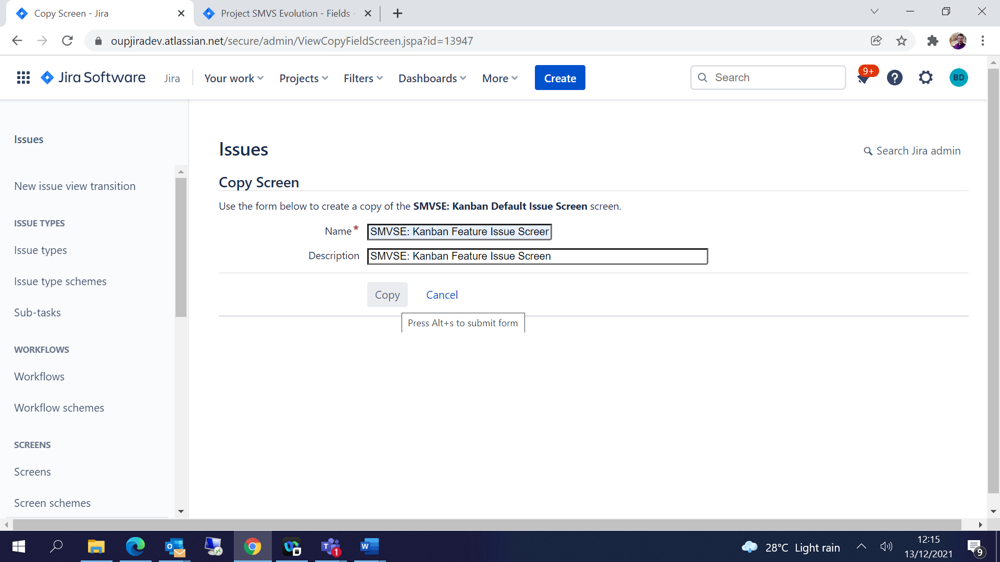 Copy Screen - Jira
Project SMVS Evolution - Fields -
oupjiradev.atlassian.net/secure/admin/ViewCopyFieldScreen.jspa?id=13947
Jira Software
Jira
Your work
Projects
Filters
Dashboards
More
Create
Search
9+
?
BD
Issues
New issue view transition
ISSUE TYPES
Issue types
Issue type schemes
Sub-tasks
WORKFLOWS
Workflows
Workflow schemes
SCREENS
Screens
Screen schemes
Issues
Search Jira admin
Copy Screen
Use the form below to create a copy of the SMVSE: Kanban Default Issue Screen screen.
Name* SMVSE: Kanban Feature Issue Screer
Description SMVSE: Kanban Feature Issue Screen
Copy Cancel
Press Alt+s to submit form
28°C Light rain
12:15
13/12/2021
9
1